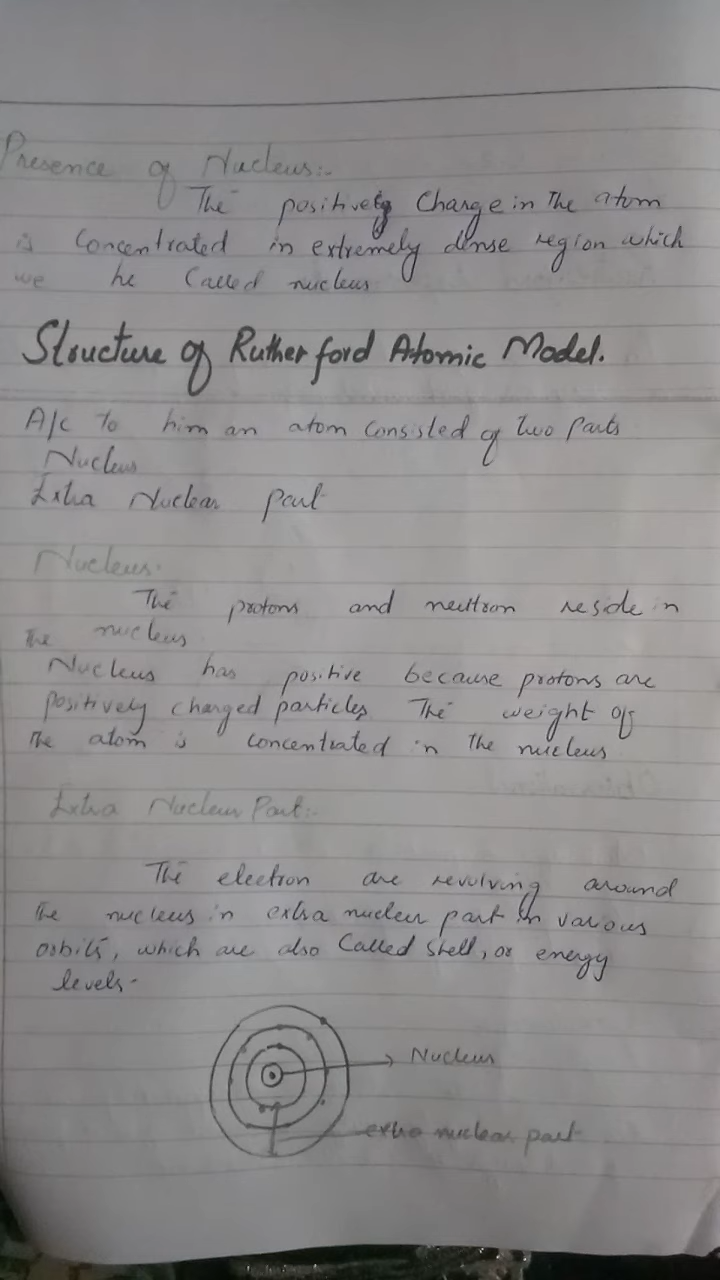 Presence of Nucleus:-
The positively Charge in The atom
is Concentrated in extremely dense region which
we he Called nucleus
Structure of Rutherford Atomic Model.
A/c To him an atom consisted of two Parts
Nucleus
Extra Nuclear part
Nucleus:
The protons and neutron reside in
The nucleus
Nucleus has positive because protons are
positively charged particles The weight of
The atom is concentrated in The nucleus
Extra Nuclear Part:-
The electron are revolving around
The nucleus in extra nuclear part in various
orbits, which are also Called shell, or energy
levels-
Nucleus
extra nuclear part